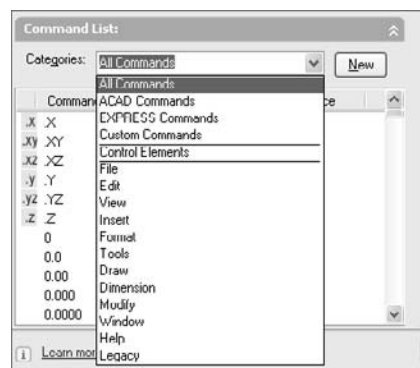 Command List:
Categories: All Commands New
All Commands
ACAD Commands
EXPRESS Commands
Custom Commands
Control Elements
File
Edit
View
Insert
Format
Tools
Draw
Dimension
Modify
Window
Help
Legacy
.X .X
.XY .XY
.XZ .XZ
.y .Y
.yz .YZ
.Z .Z
0
0.0
0.00
0.000
0.0000
Learn